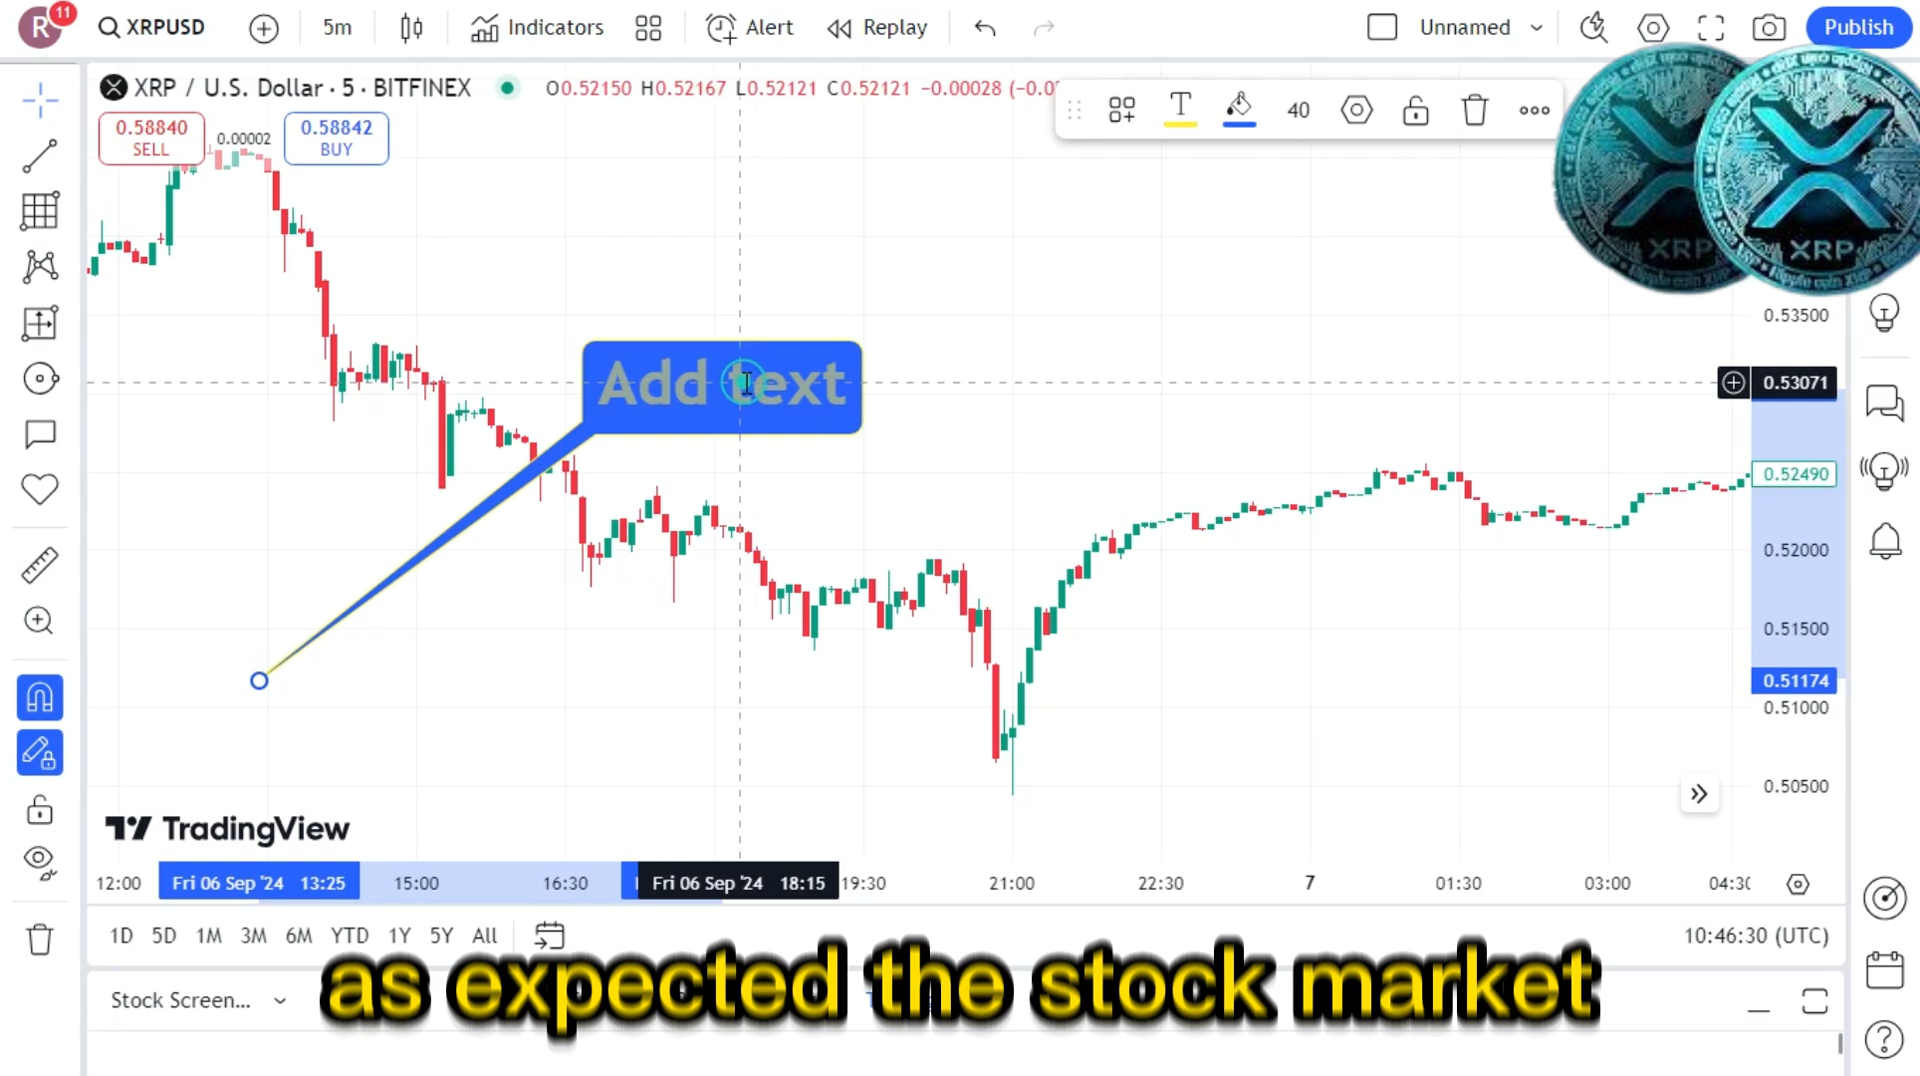 R 11 XRPUSD 5m Indicators Alert Replay Unnamed Publish
XRP / U.S. Dollar · 5 · BITFINEX O0.52150 H0.52167 L0.52121 C0.52121 −0.00028
40
0.58840 SELL 0.00002 0.58842 BUY
XRP XRP
0.53500
Add text
0.53071
0.52490
0.52000
0.51500
0.51174
0.51000
0.50500
TradingView
12:00 Fri 06 Sep '24 13:25 15:00 16:30 Fri 06 Sep '24 18:15 19:30 21:00 22:30 7 01:30 03:00
1D 5D 1M 3M 6M YTD 1Y 5Y All 10:46:30 (UTC)
Stock Screen...
as expected the stock market